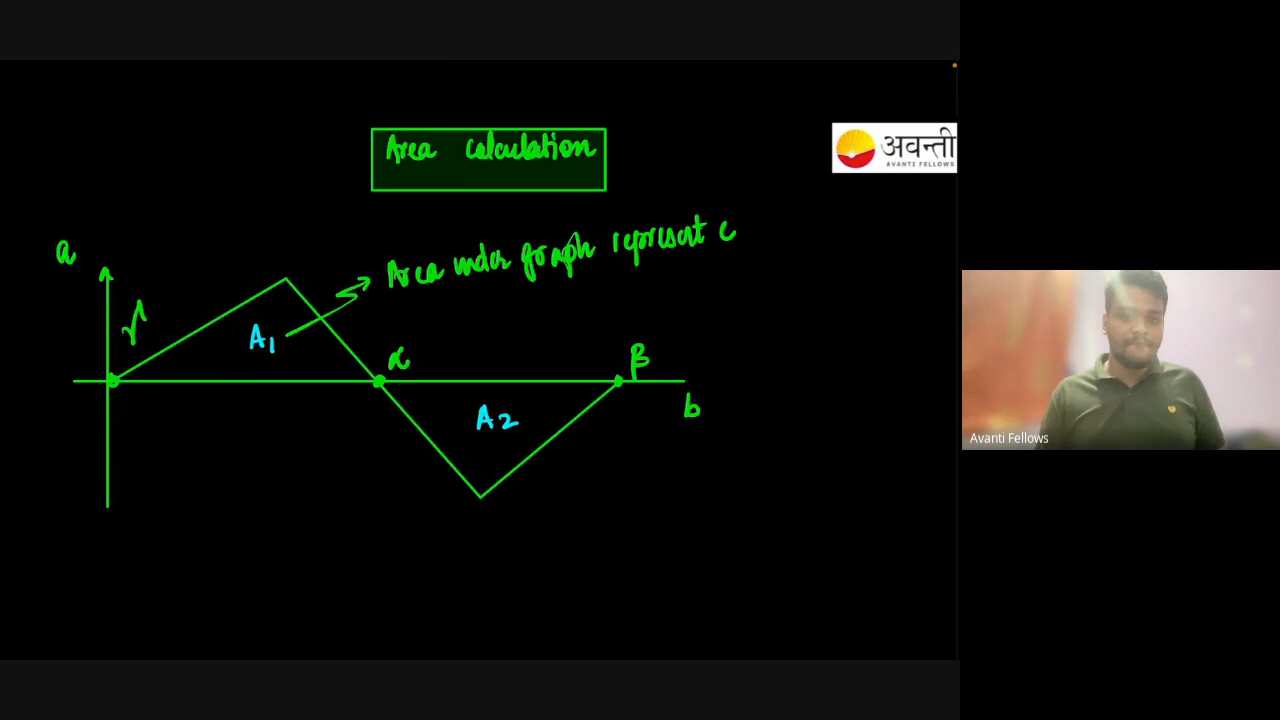 Area calculation
अवन्ती
AVANTI FELLOWS
a
Area under graph represent c
γ
A1
α
β
A2
b
Avanti Fellows